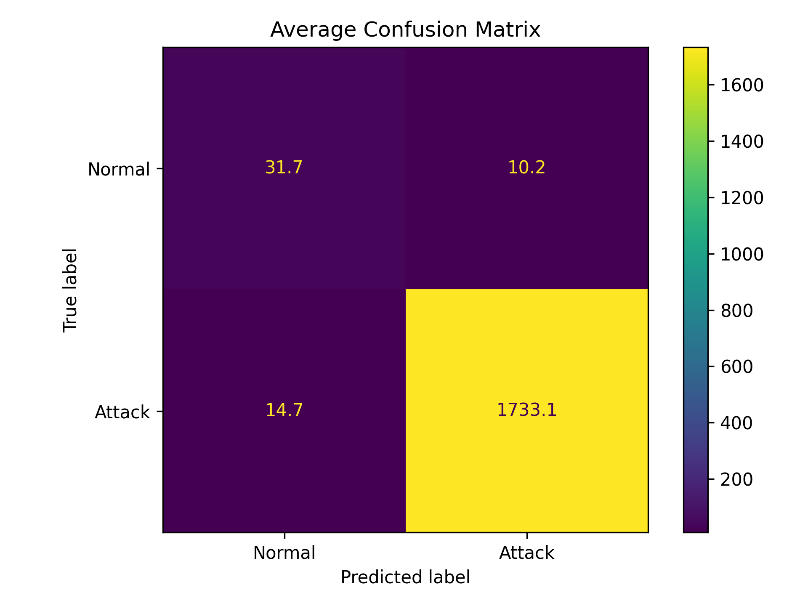 Average Confusion Matrix
True label
Normal
31.7
10.2
Attack
14.7
1733.1
Normal
Attack
Predicted label
1600
1400
1200
1000
800
600
400
200